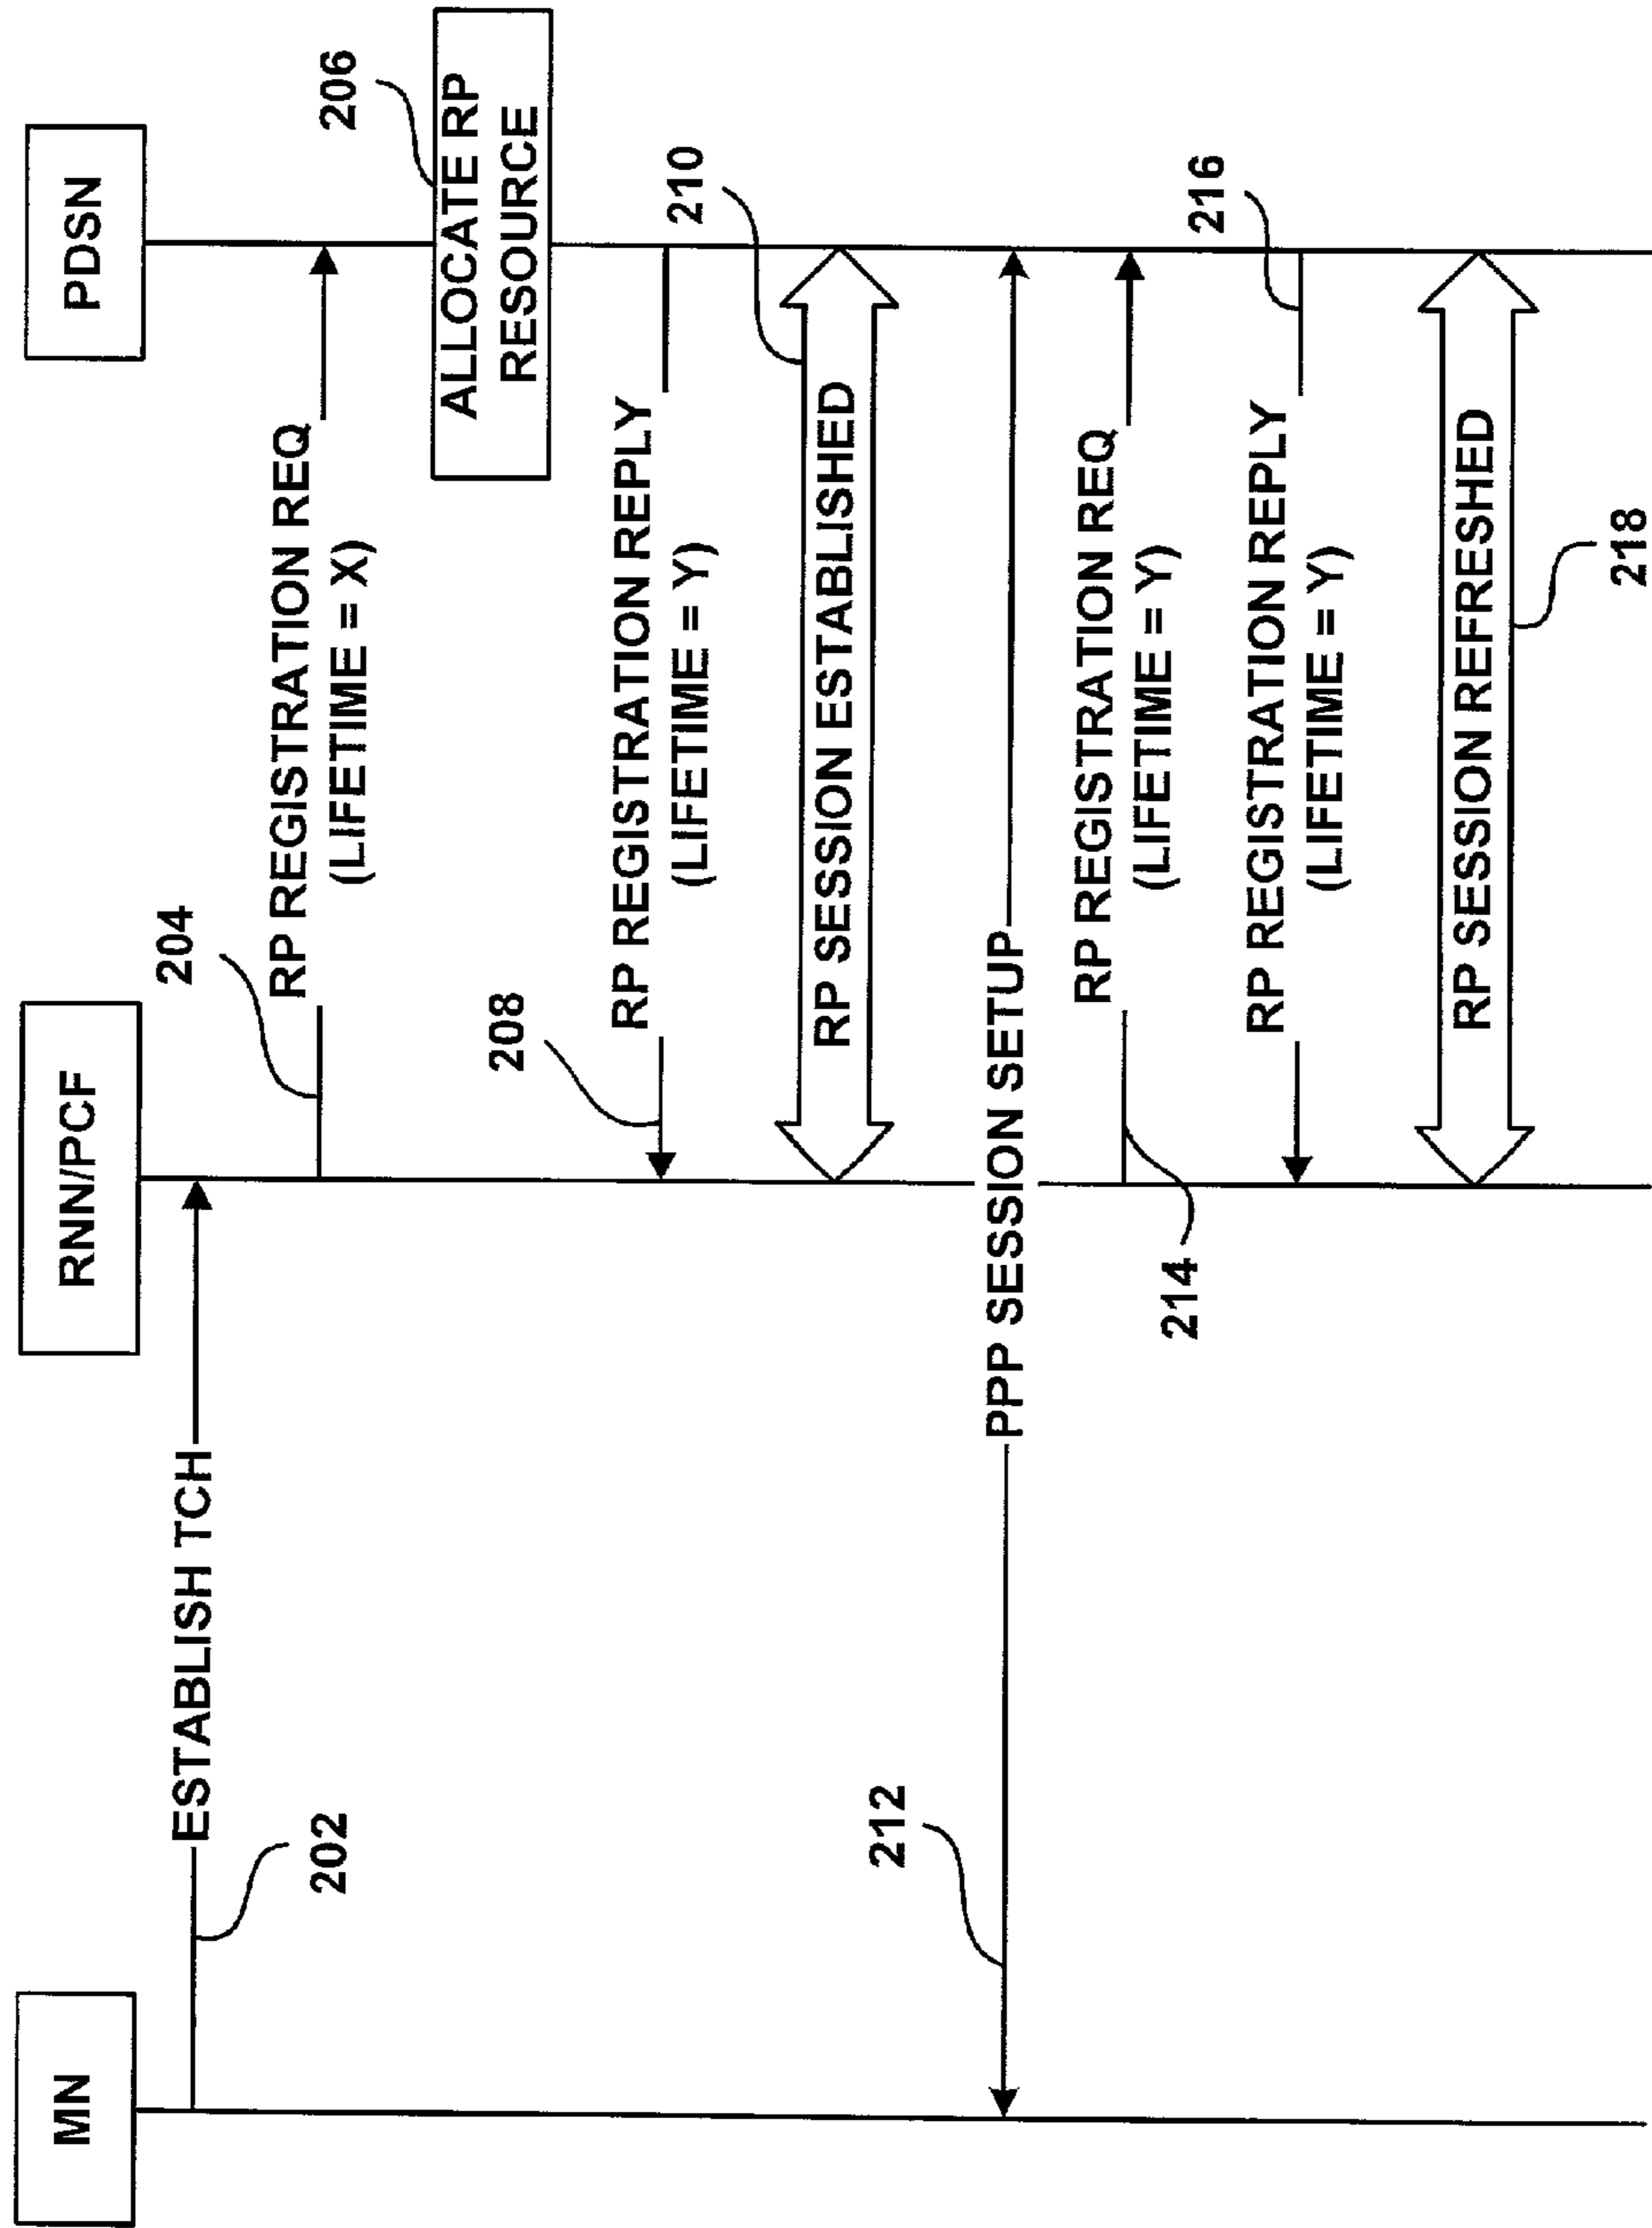 MN
RNN/PCF
PDSN
ESTABLISH TCH
202
204
RP REGISTRATION REQ
(LIFETIME = X)
206
ALLOCATE RP
RESOURCE
208
RP REGISTRATION REPLY
(LIFETIME = Y)
210
RP SESSION ESTABLISHED
212
PPP SESSION SETUP
214
RP REGISTRATION REQ
(LIFETIME = Y)
216
RP REGISTRATION REPLY
(LIFETIME = Y)
RP SESSION REFRESHED
218